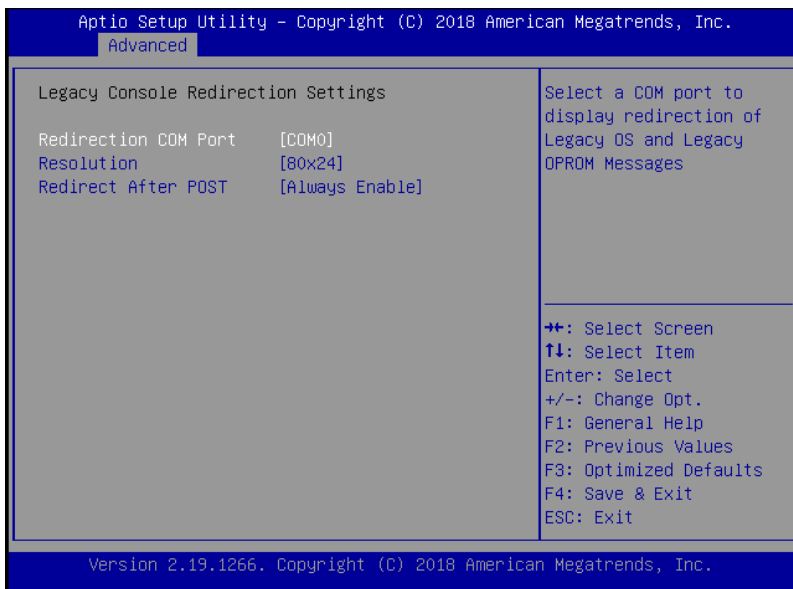 Aptio Setup Utility – Copyright (C) 2018 American Megatrends, Inc.
Advanced
Legacy Console Redirection Settings
Redirection COM Port [COM0]
Resolution [80x24]
Redirect After POST [Always Enable]
Select a COM port to
display redirection of
Legacy OS and Legacy
OPROM Messages
→←: Select Screen
↑↓: Select Item
Enter: Select
+/-: Change Opt.
F1: General Help
F2: Previous Values
F3: Optimized Defaults
F4: Save & Exit
ESC: Exit
Version 2.19.1266. Copyright (C) 2018 American Megatrends, Inc.